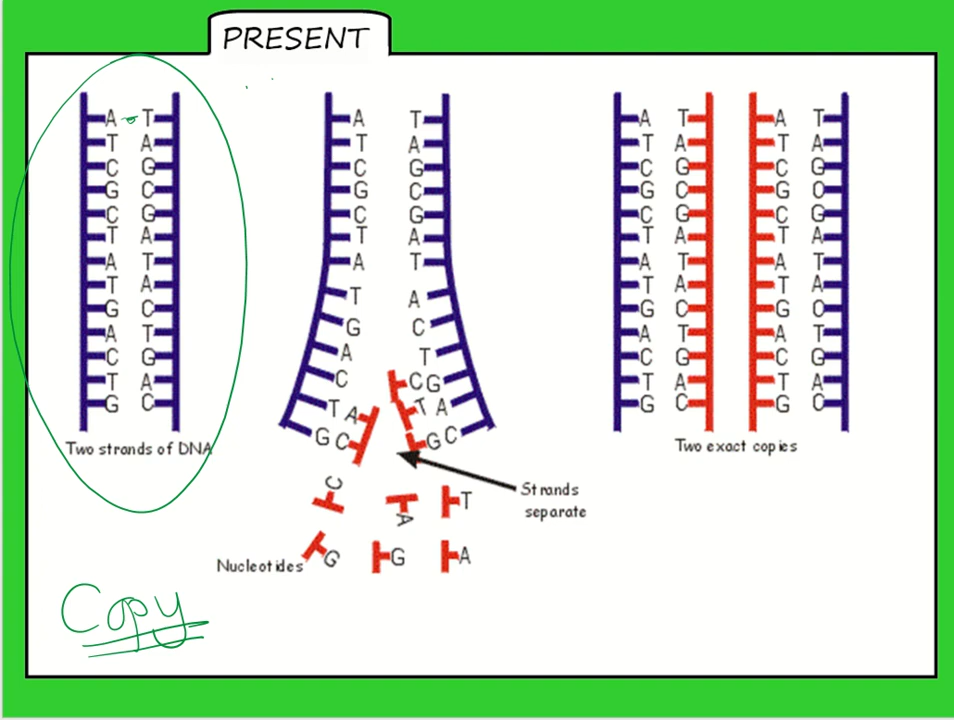 PRESENT
A T
T A
C G
G C
C G
T A
A T
T A
G C
A T
C G
T A
G C
Two strands of DNA
A T
T A
C G
G C
C G
T A
A T
T A
G C
A T
C C G
T A T A
G C G C
Strands
separate
C A T
Nucleotides G G A
A T A T
T A T A
C G C G
G C G O
C G C G
T A T A
A T A T
T A T A
G C G O
A T A T
C G C G
T A T A
G C G C
Two exact copies
Copy